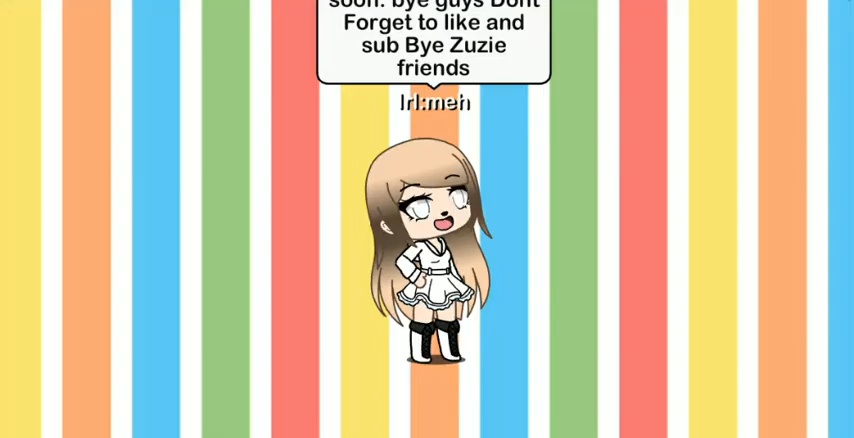 soon. bye guys Dont
Forget to like and
sub Bye Zuzie
friends
Irl:meh